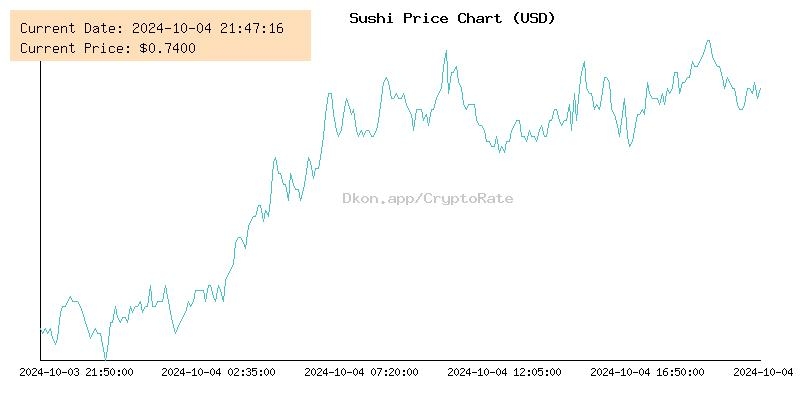 Sushi Price Chart (USD)
Current Date: 2024-10-04 21:47:16
Current Price: $0.7400
Dkon.app/CryptoRate
2024-10-03 21:50:00 2024-10-04 02:35:00 2024-10-04 07:20:00 2024-10-04 12:05:00 2024-10-04 16:50:00 2024-10-04